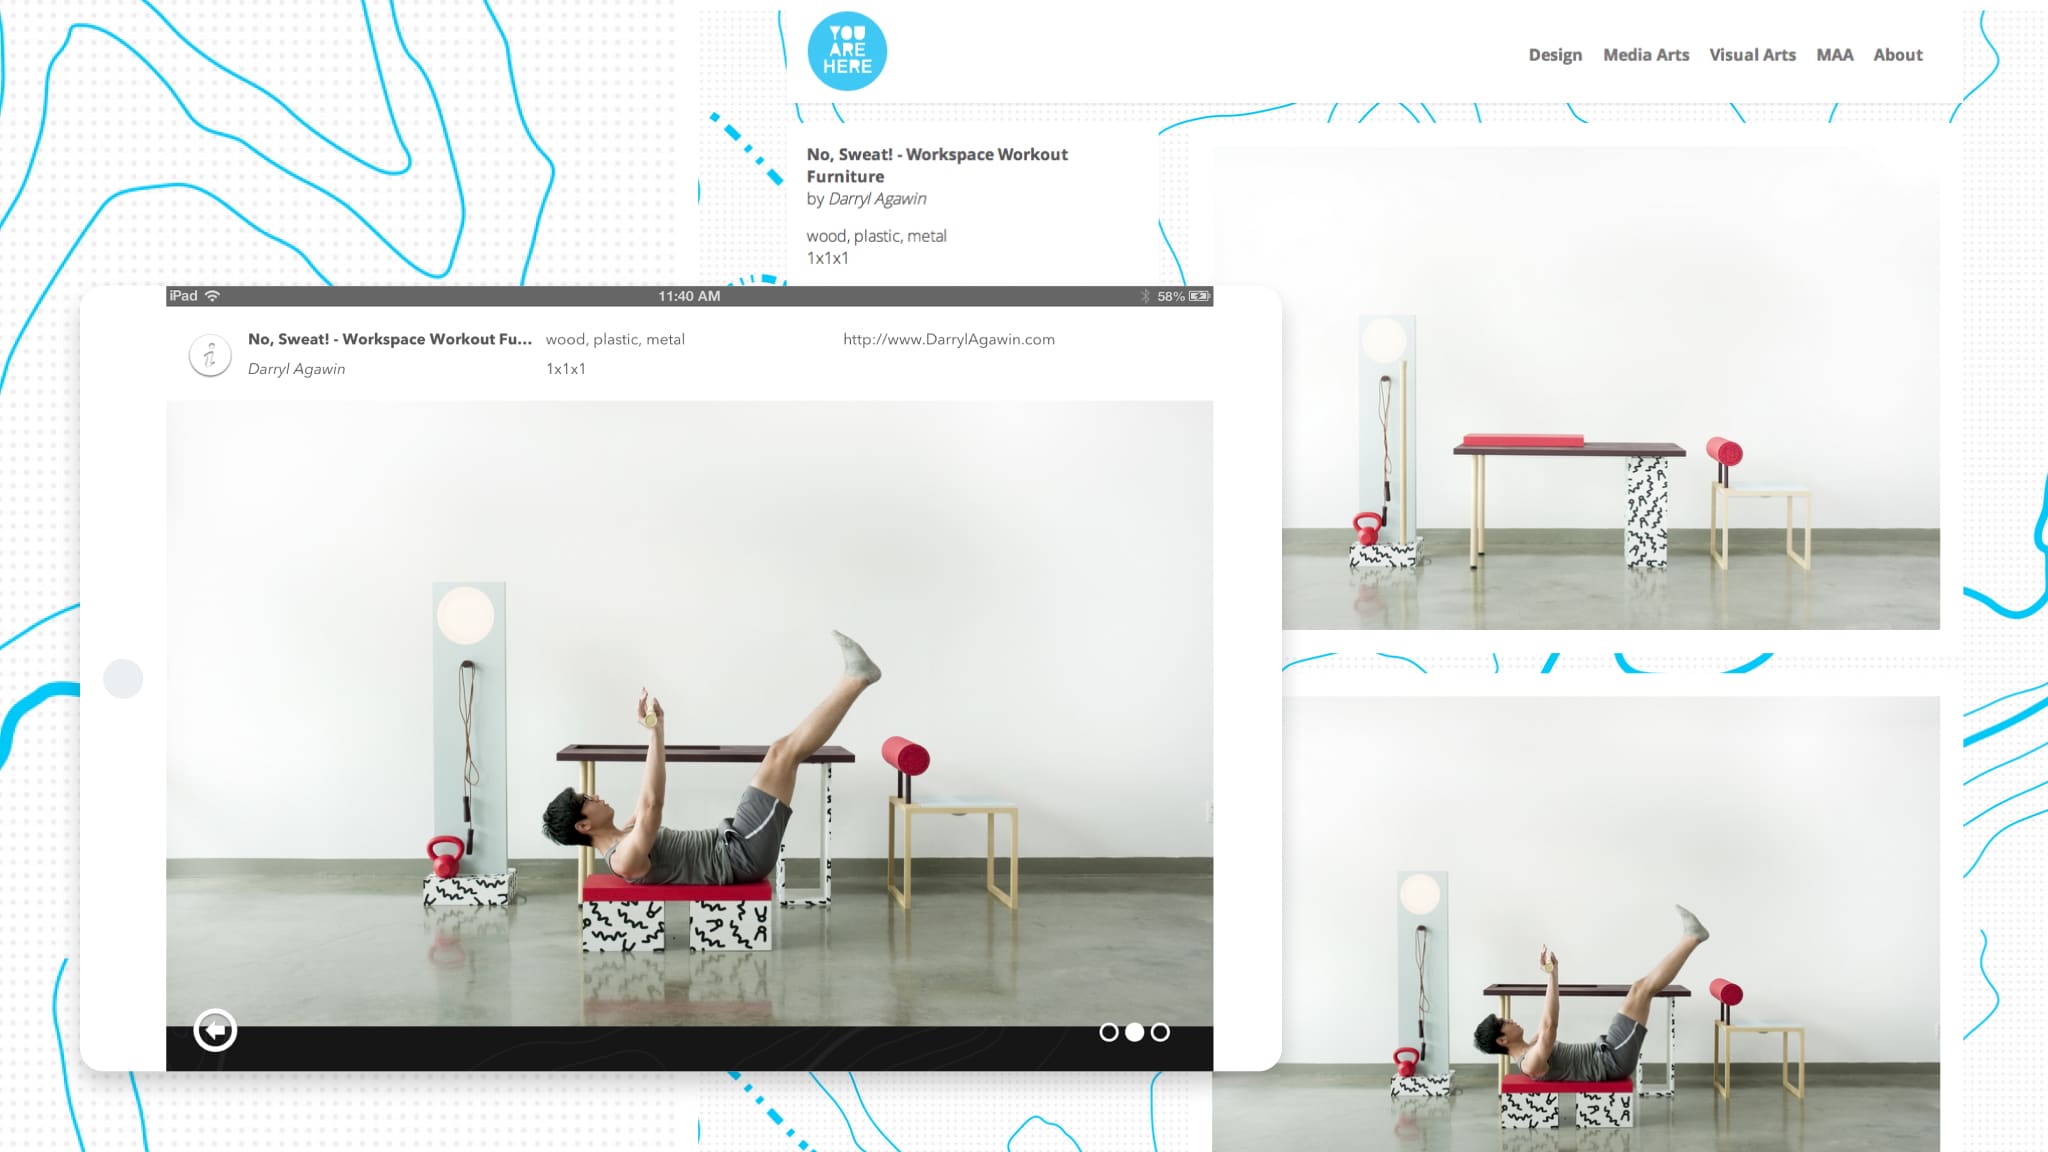 YOU
ARE
HERE
Design Media Arts Visual Arts MAA About
No, Sweat! - Workspace Workout
Furniture
by Darryl Agawin
wood, plastic, metal
1x1x1
iPad 11:40 AM 58%
No, Sweat! - Workspace Workout Fu... wood, plastic, metal http://www.DarrylAgawin.com
Darryl Agawin 1x1x1